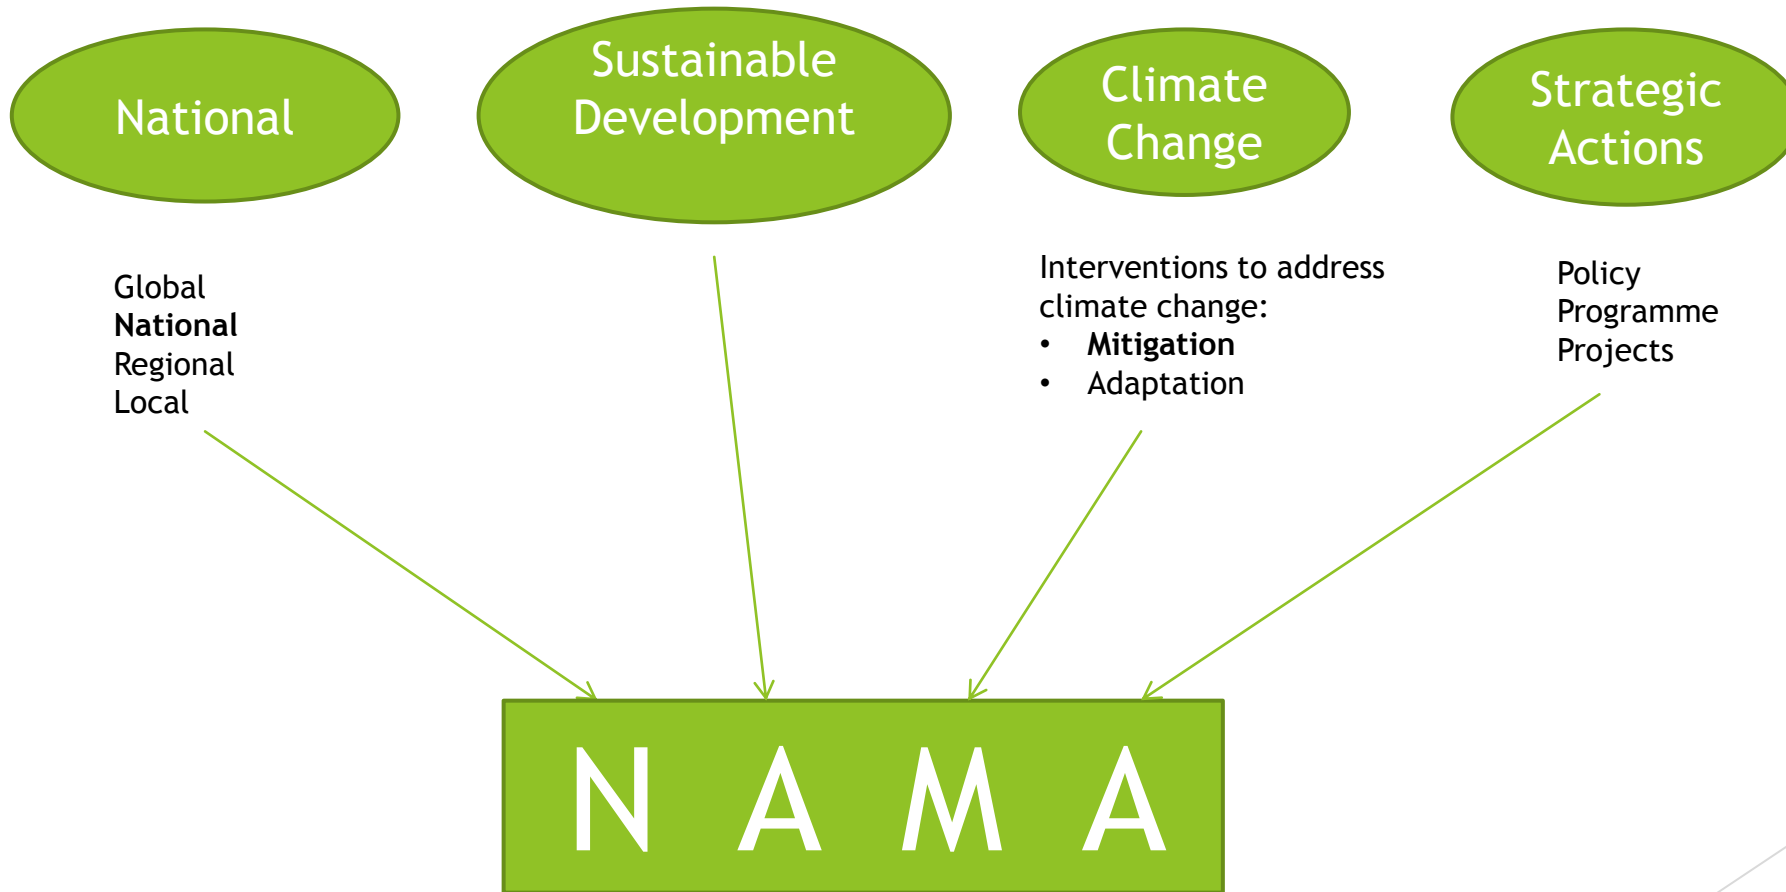 National
Sustainable
Development
Climate
Change
Strategic
Actions
Global
National
Regional
Local
Interventions to address
climate change:
• Mitigation
• Adaptation
Policy
Programme
Projects
N A M A